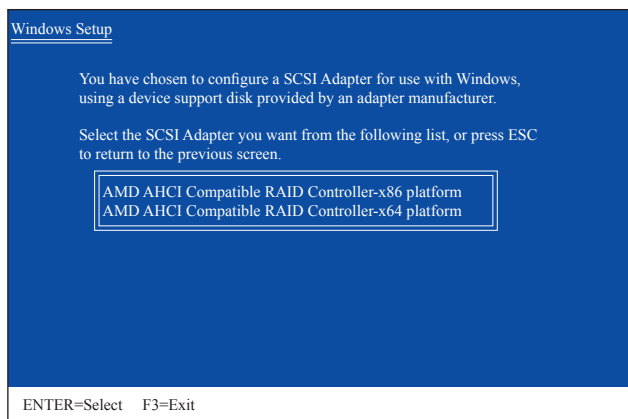 Windows Setup
You have chosen to configure a SCSI Adapter for use with Windows,
using a device support disk provided by an adapter manufacturer.
Select the SCSI Adapter you want from the following list, or press ESC
to return to the previous screen.
AMD AHCI Compatible RAID Controller-x86 platform
AMD AHCI Compatible RAID Controller-x64 platform
ENTER=Select F3=Exit